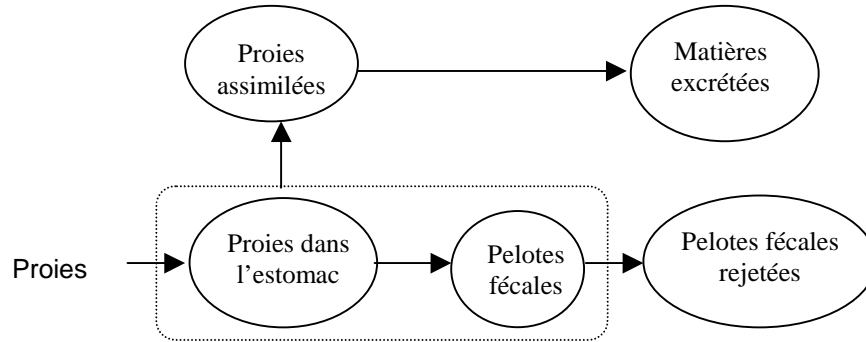 Proies
assimilées
Matières
excrétées
Proies
Proies dans
l'estomac
Pelotes
fécales
Pelotes fécales
rejetées